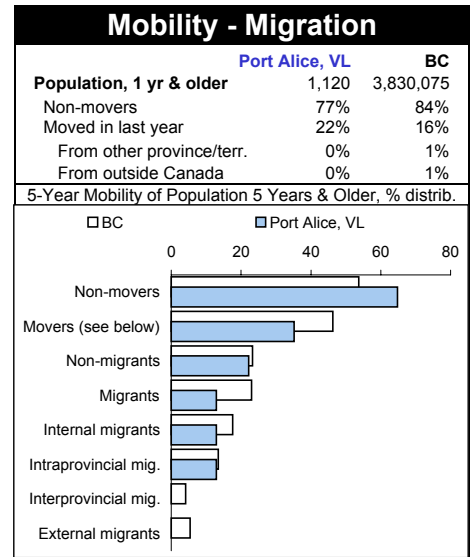 Mobility - Migration
Port Alice, VL BC
Population, 1 yr & older 1,120 3,830,075
Non-movers 77% 84%
Moved in last year 22% 16%
From other province/terr. 0% 1%
From outside Canada 0% 1%
5-Year Mobility of Population 5 Years & Older, % distrib.
BC Port Alice, VL
0 20 40 60 80
Non-movers
Movers (see below)
Non-migrants
Migrants
Internal migrants
Intraprovincial mig.
Interprovincial mig.
External migrants